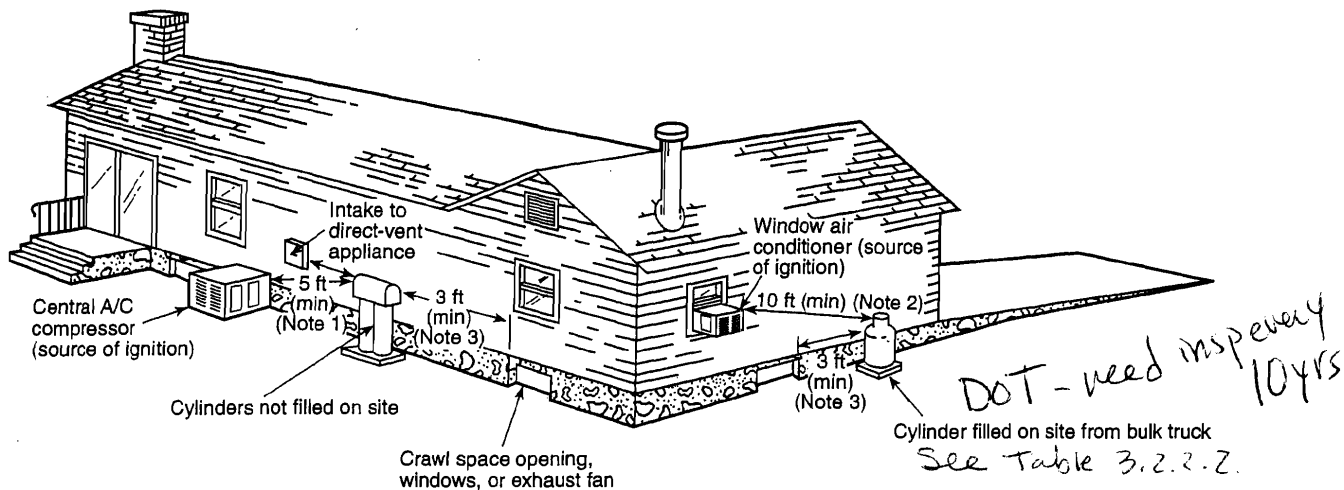 Intake to
direct-vent
appliance
Window air
conditioner (source
of ignition)
Central A/C
compressor
(source of ignition)
5 ft
(min)
(Note 1)
3 ft
(min)
(Note 3)
10 ft (min) (Note 2)
3 ft
(min)
(Note 3)
Cylinders not filled on site
Crawl space opening,
windows, or exhaust fan
DOT - need insp every
10yrs
Cylinder filled on site from bulk truck
See Table 3.2.2.2.